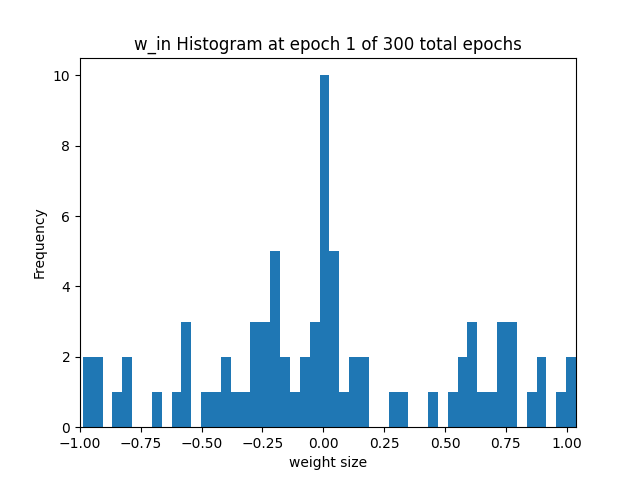 w_in Histogram at epoch 1 of 300 total epochs
10
8
6
4
2
0
Frequency
−1.00 −0.75 −0.50 −0.25 0.00 0.25 0.50 0.75 1.00
weight size